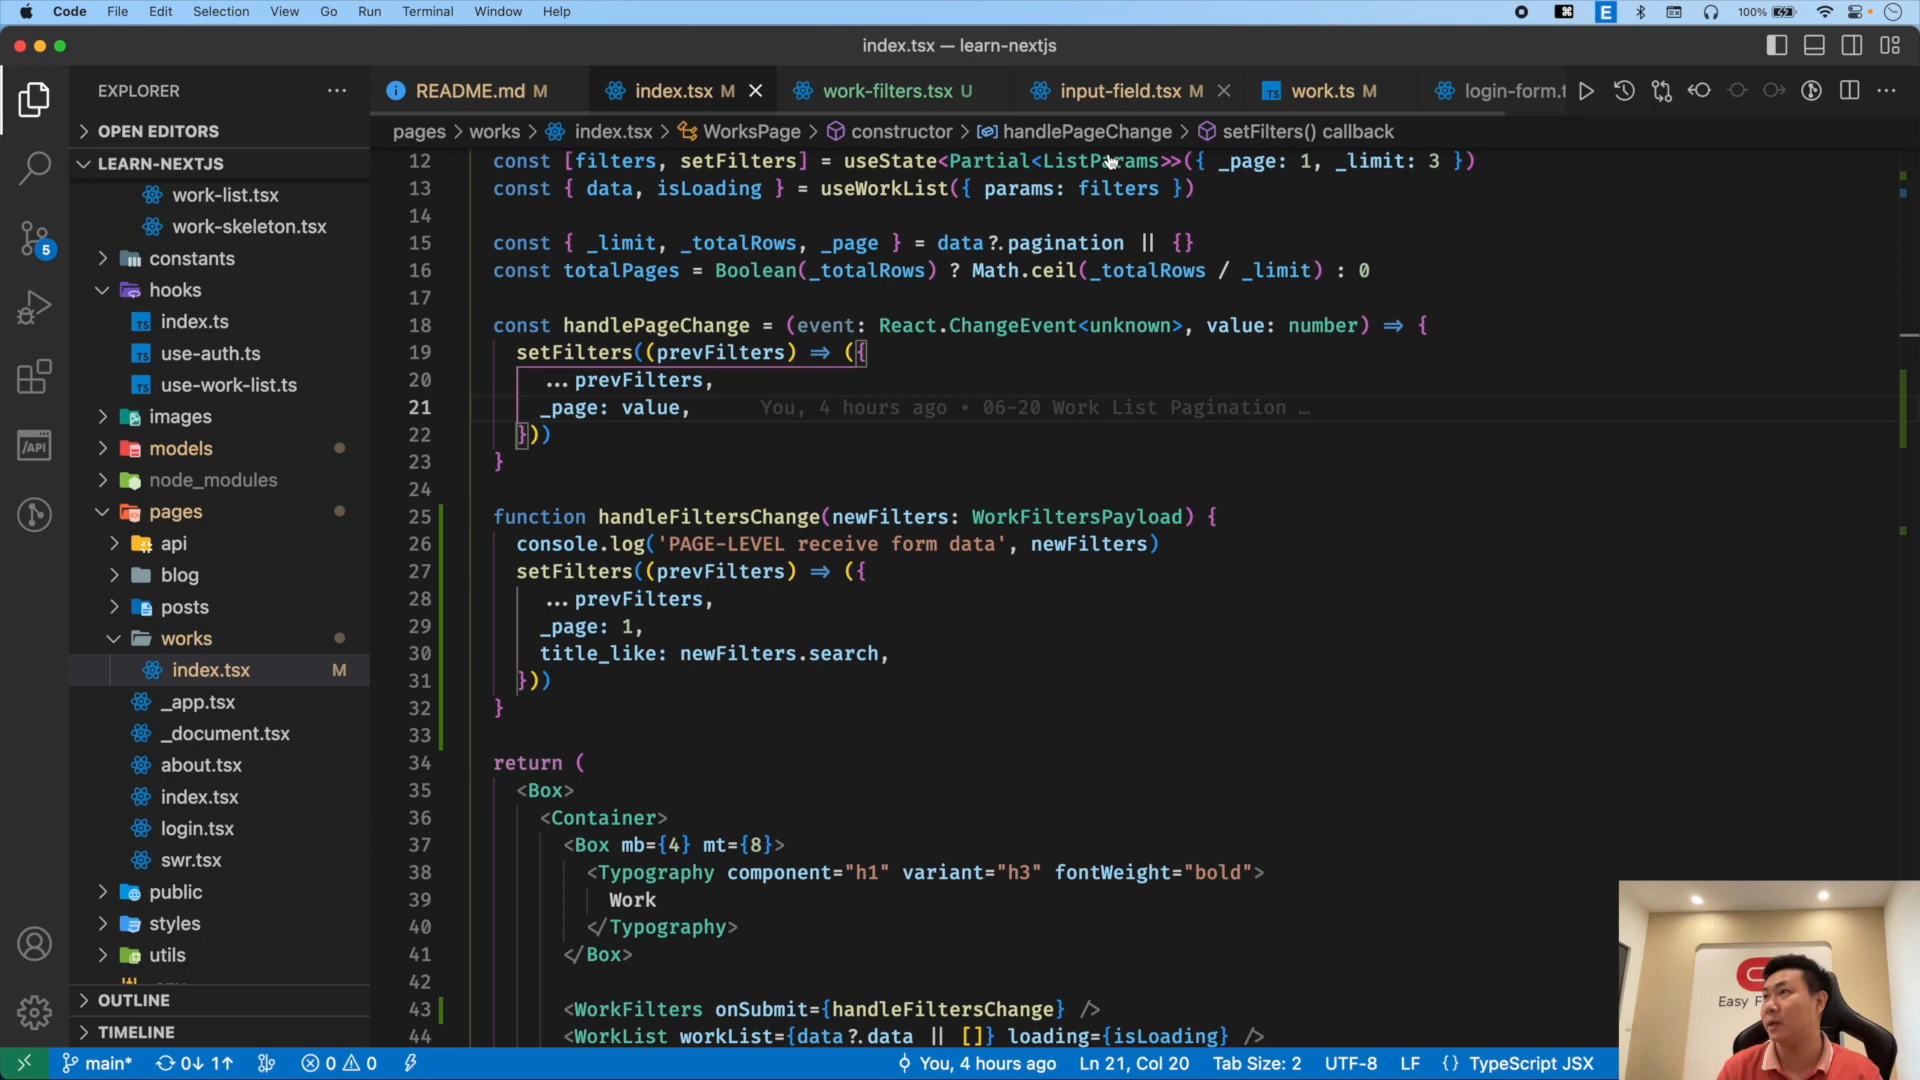 Code File Edit Selection View Go Run Terminal Window Help
E 100%
index.tsx — learn-nextjs
EXPLORER
README.md M
index.tsx M
work-filters.tsx U
input-field.tsx M
work.ts M
login-form.t
OPEN EDITORS
pages > works > index.tsx > WorksPage > constructor > handlePageChange > setFilters() callback
LEARN-NEXTJS
work-list.tsx
work-skeleton.tsx
constants
hooks
index.ts
use-auth.ts
use-work-list.ts
images
models
node_modules
pages
api
blog
posts
works
index.tsx M
_app.tsx
_document.tsx
about.tsx
index.tsx
login.tsx
swr.tsx
public
styles
utils
OUTLINE
TIMELINE
5
/API
12 const [filters, setFilters] = useState<Partial<ListParams>>({ _page: 1, _limit: 3 })
13 const { data, isLoading } = useWorkList({ params: filters })
14
15 const { _limit, _totalRows, _page } = data?.pagination || {}
16 const totalPages = Boolean(_totalRows) ? Math.ceil(_totalRows / _limit) : 0
17
18 const handlePageChange = (event: React.ChangeEvent<unknown>, value: number) => {
19 setFilters((prevFilters) => ({
20 ...prevFilters,
21 _page: value, You, 4 hours ago • 06-20 Work List Pagination …
22 }))
23 }
24
25 function handleFiltersChange(newFilters: WorkFiltersPayload) {
26 console.log('PAGE-LEVEL receive form data', newFilters)
27 setFilters((prevFilters) => ({
28 ...prevFilters,
29 _page: 1,
30 title_like: newFilters.search,
31 }))
32 }
33
34 return (
35 <Box>
36 <Container>
37 <Box mb={4} mt={8}>
38 <Typography component="h1" variant="h3" fontWeight="bold">
39 Work
40 </Typography>
41 </Box>
42
43 <WorkFilters onSubmit={handleFiltersChange} />
44 <WorkList workList={data?.data || []} loading={isLoading} />
Easy F
main* 0↓ 1↑ 0 0 You, 4 hours ago Ln 21, Col 20 Tab Size: 2 UTF-8 LF {} TypeScript JSX